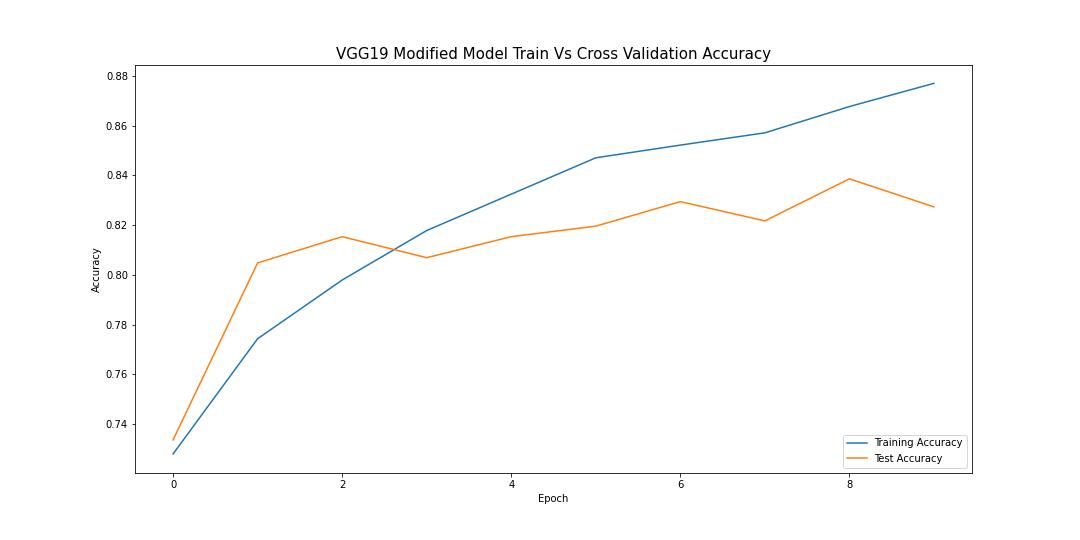 VGG19 Modified Model Train Vs Cross Validation Accuracy
0.88
0.86
0.84
0.82
0.80
0.78
0.76
0.74
Accuracy
Training Accuracy
Test Accuracy
0 2 4 6 8
Epoch